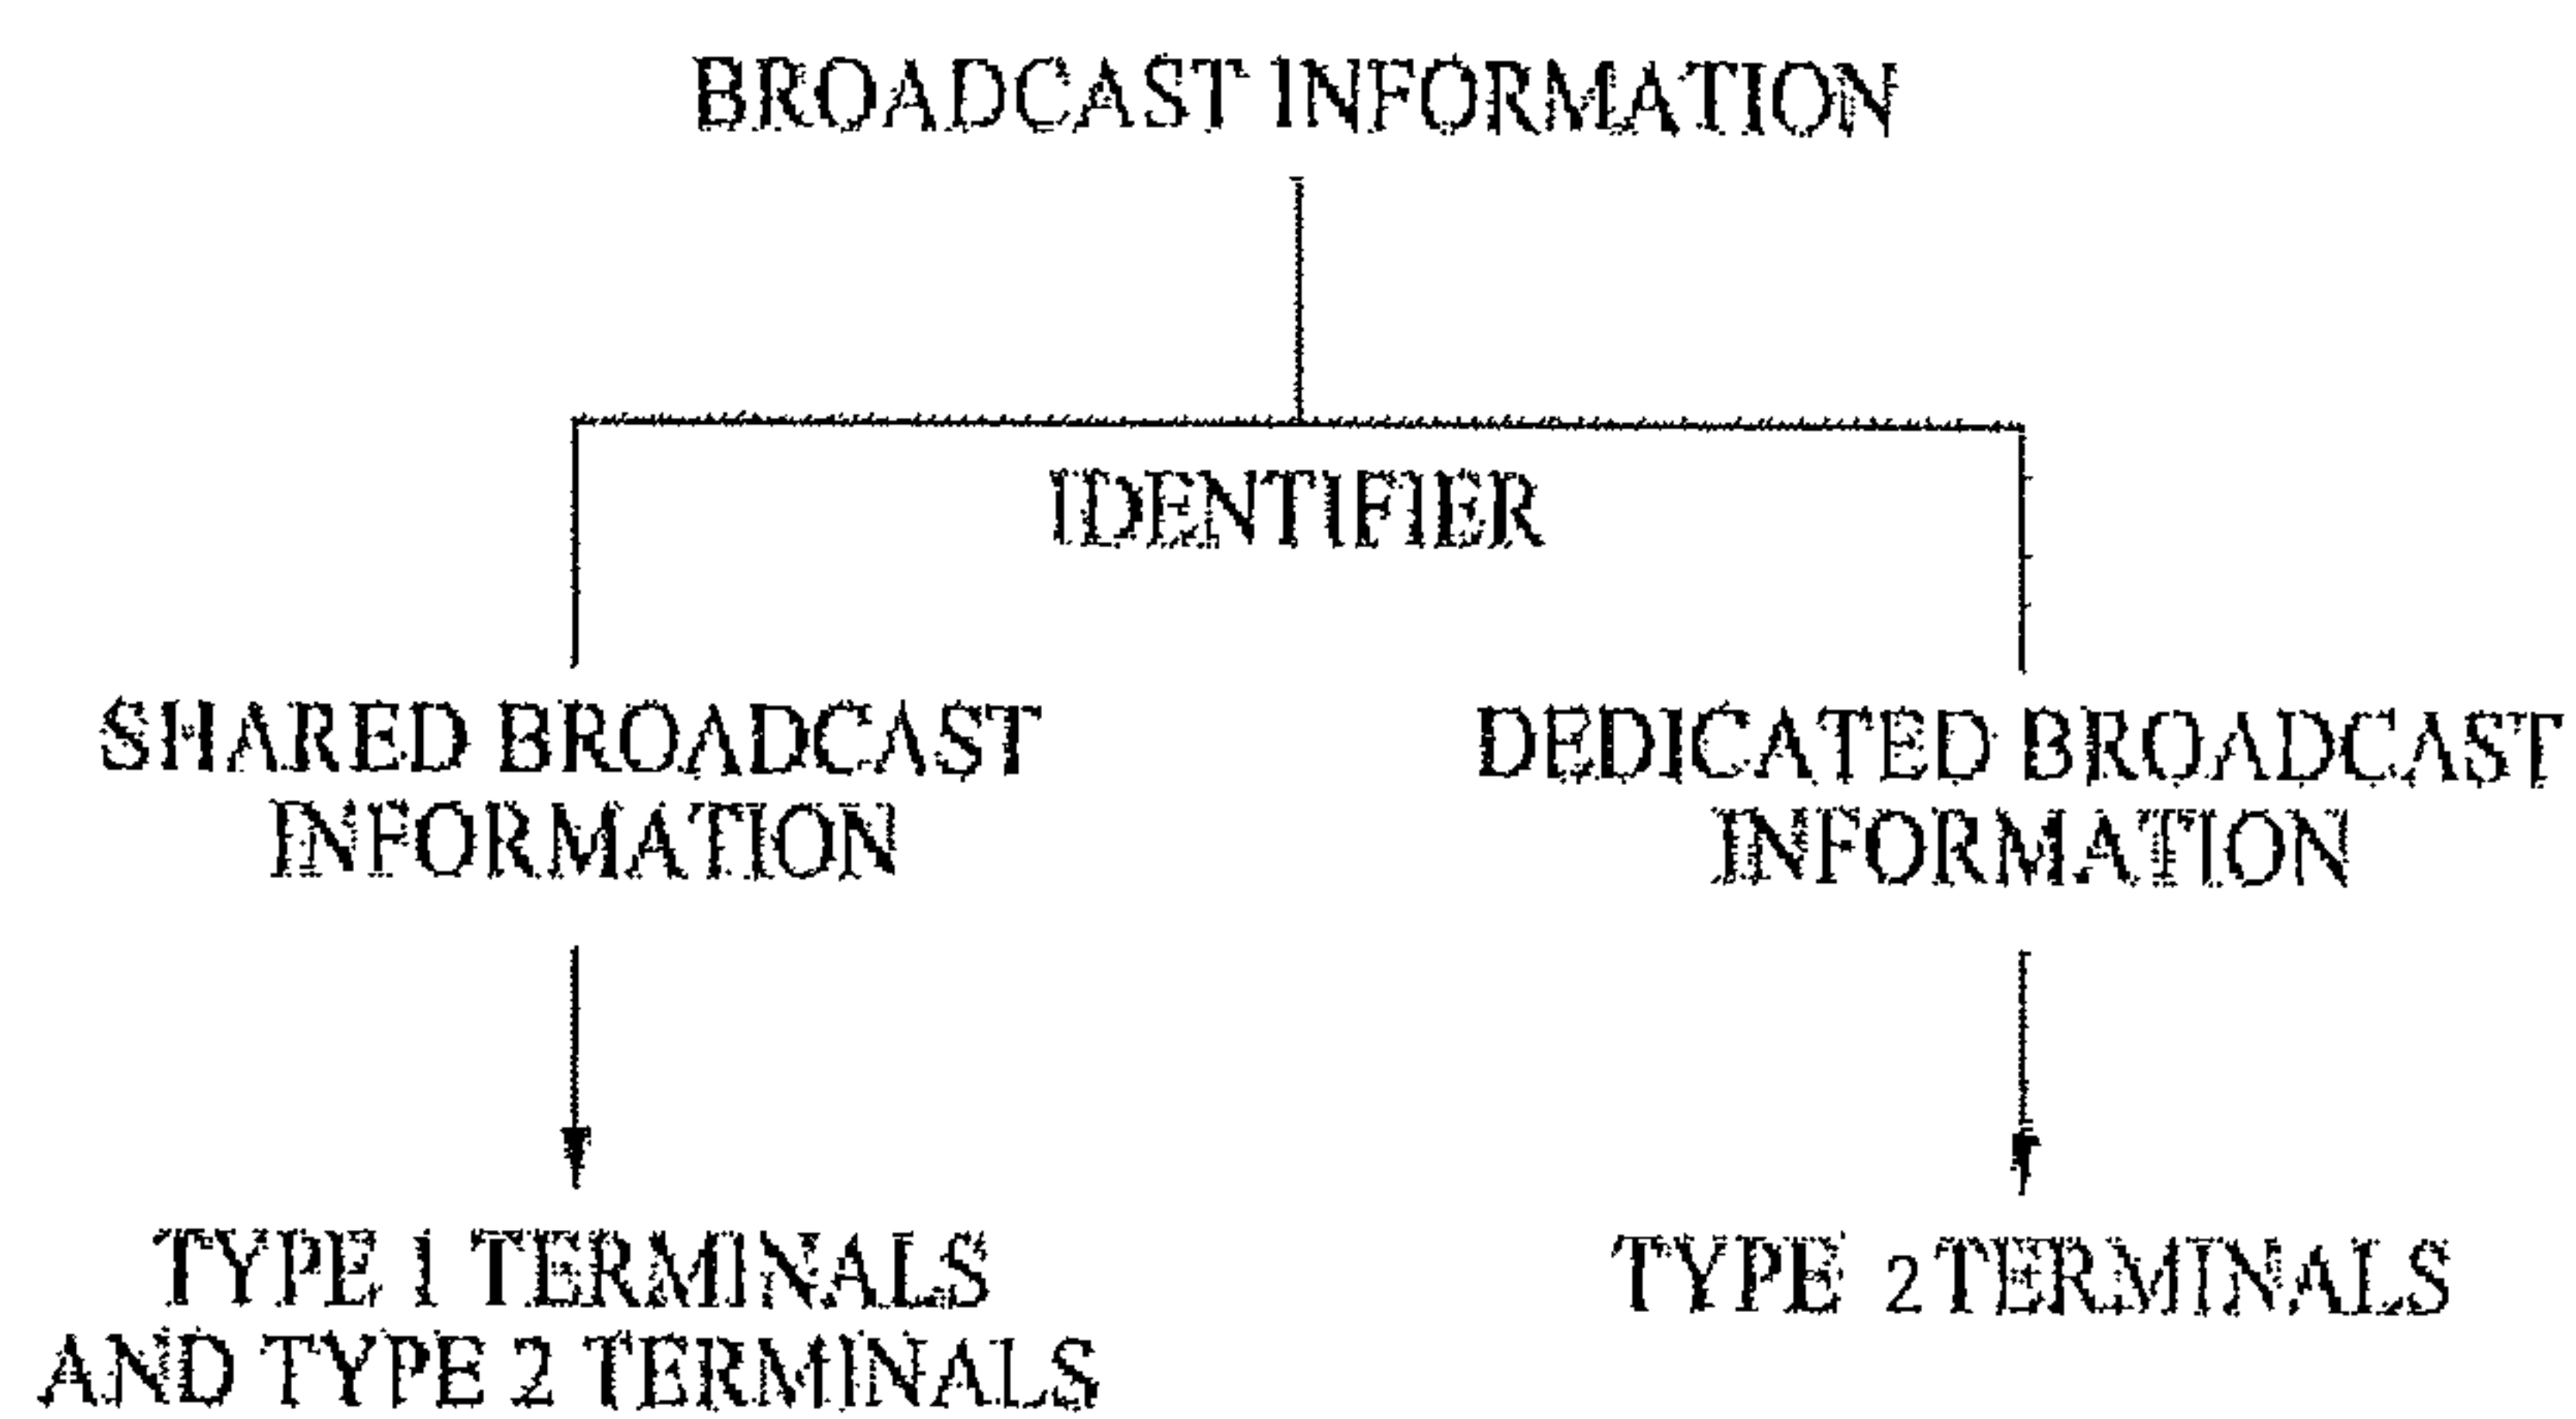 BROADCAST INFORMATION
IDENTIFIER
SHARED BROADCAST
INFORMATION
DEDICATED BROADCAST
INFORMATION
TYPE 1 TERMINALS
AND TYPE 2 TERMINALS
TYPE 2 TERMINALS